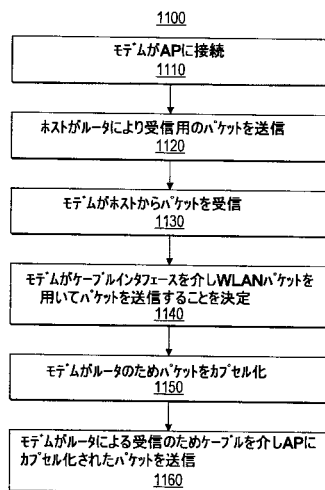 1100
モデムがAPに接続
1110
ホストがルータにより受信用のパケットを送信
1120
モデムがホストからパケットを受信
1130
モデムがケーブルインタフェースを介しWLANパケットを
用いてパケットを送信することを決定
1140
モデムがルータのためパケットをカプセル化
1150
モデムがルータによる受信のためケーブルを介しAPに
カプセル化されたパケットを送信
1160